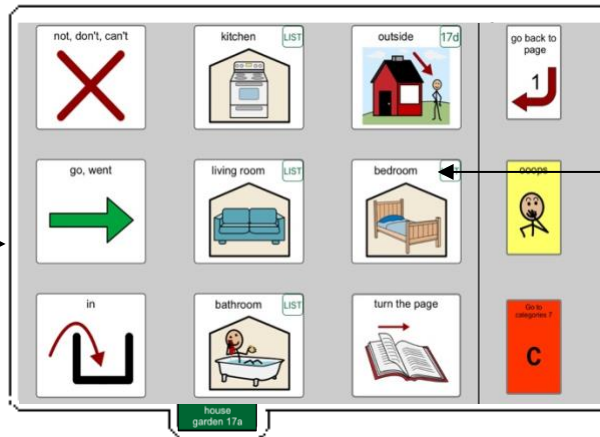 not, don't, can't
kitchen
LIST
outside
17d
go back to
page
1
go, went
living room
LIST
bedroom
ooops
in
bathroom
LIST
turn the page
Go to
categories 7
C
house
garden 17a